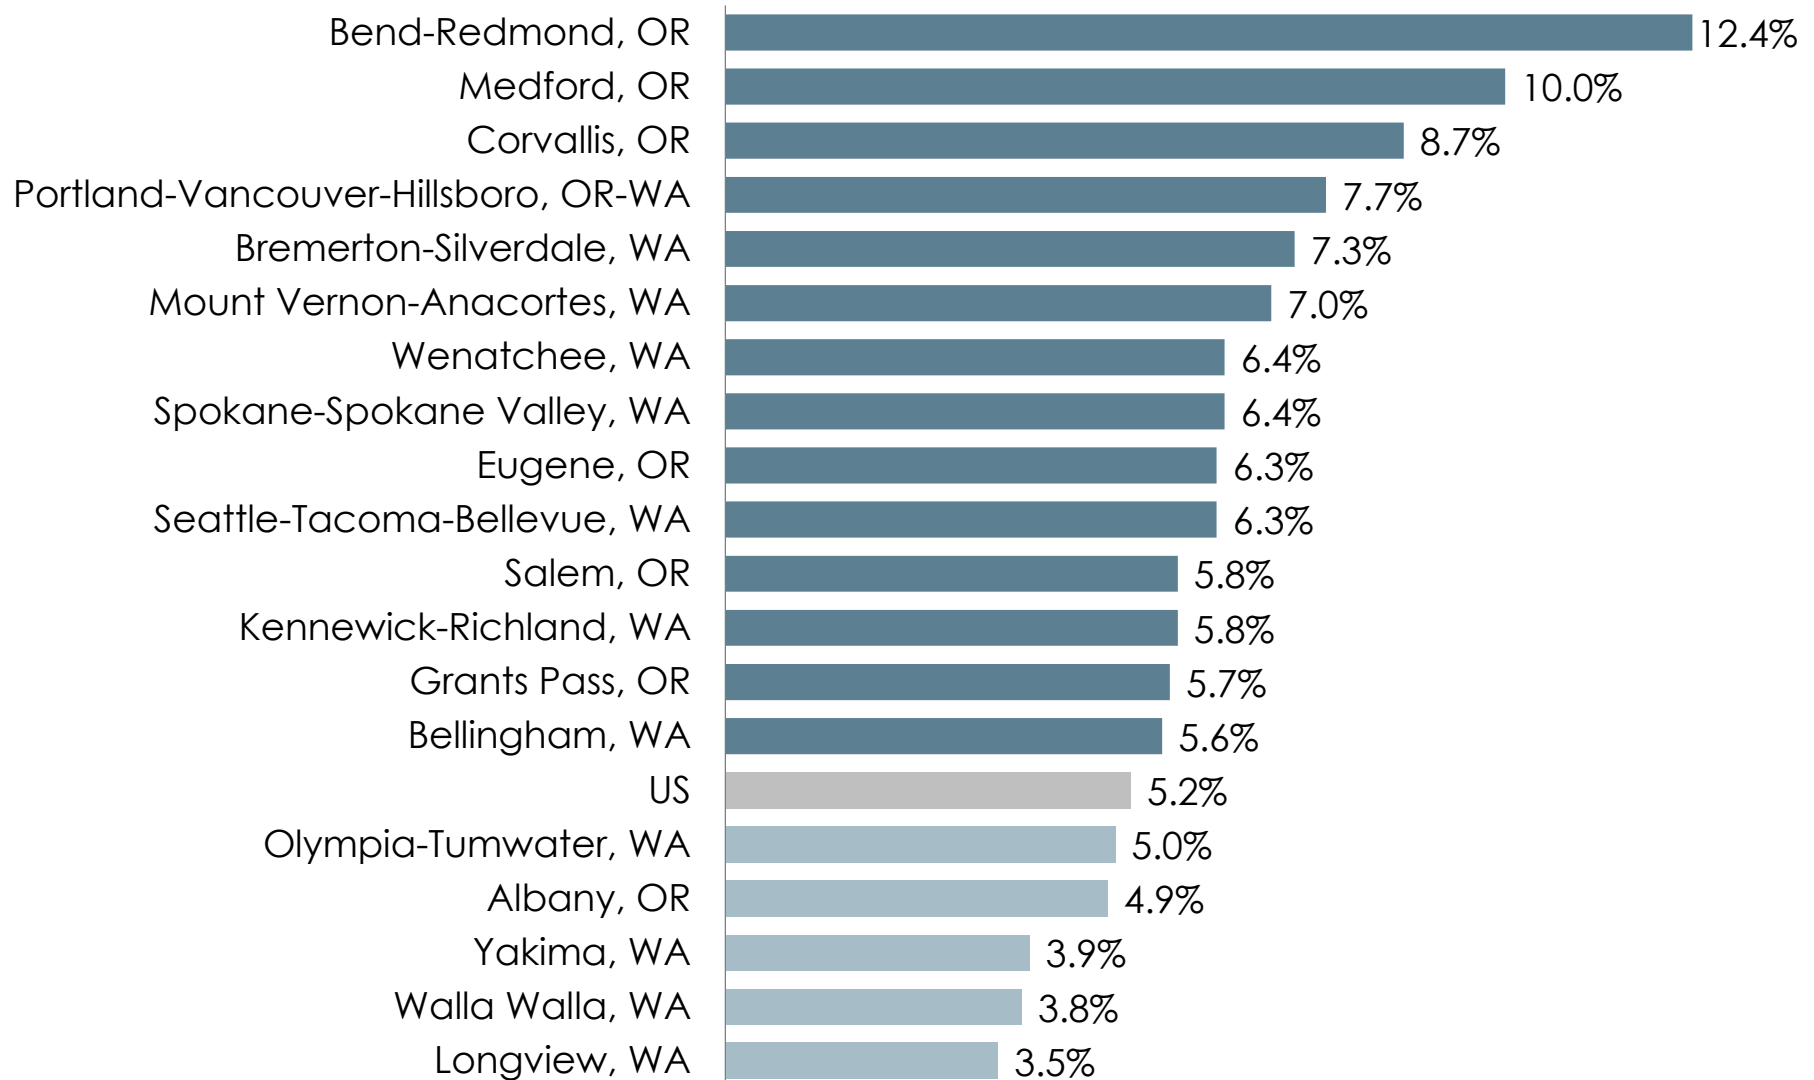 Bend-Redmond, OR 12.4%
Medford, OR 10.0%
Corvallis, OR 8.7%
Portland-Vancouver-Hillsboro, OR-WA 7.7%
Bremerton-Silverdale, WA 7.3%
Mount Vernon-Anacortes, WA 7.0%
Wenatchee, WA 6.4%
Spokane-Spokane Valley, WA 6.4%
Eugene, OR 6.3%
Seattle-Tacoma-Bellevue, WA 6.3%
Salem, OR 5.8%
Kennewick-Richland, WA 5.8%
Grants Pass, OR 5.7%
Bellingham, WA 5.6%
US 5.2%
Olympia-Tumwater, WA 5.0%
Albany, OR 4.9%
Yakima, WA 3.9%
Walla Walla, WA 3.8%
Longview, WA 3.5%